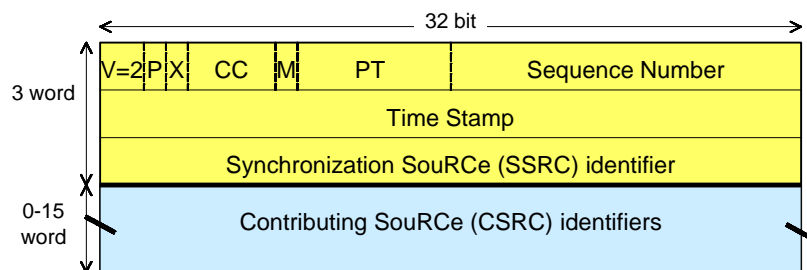 32 bit
V=2 P X CC M PT Sequence Number
3 word
Time Stamp
Synchronization SouRCe (SSRC) identifier
0-15
word
Contributing SouRCe (CSRC) identifiers